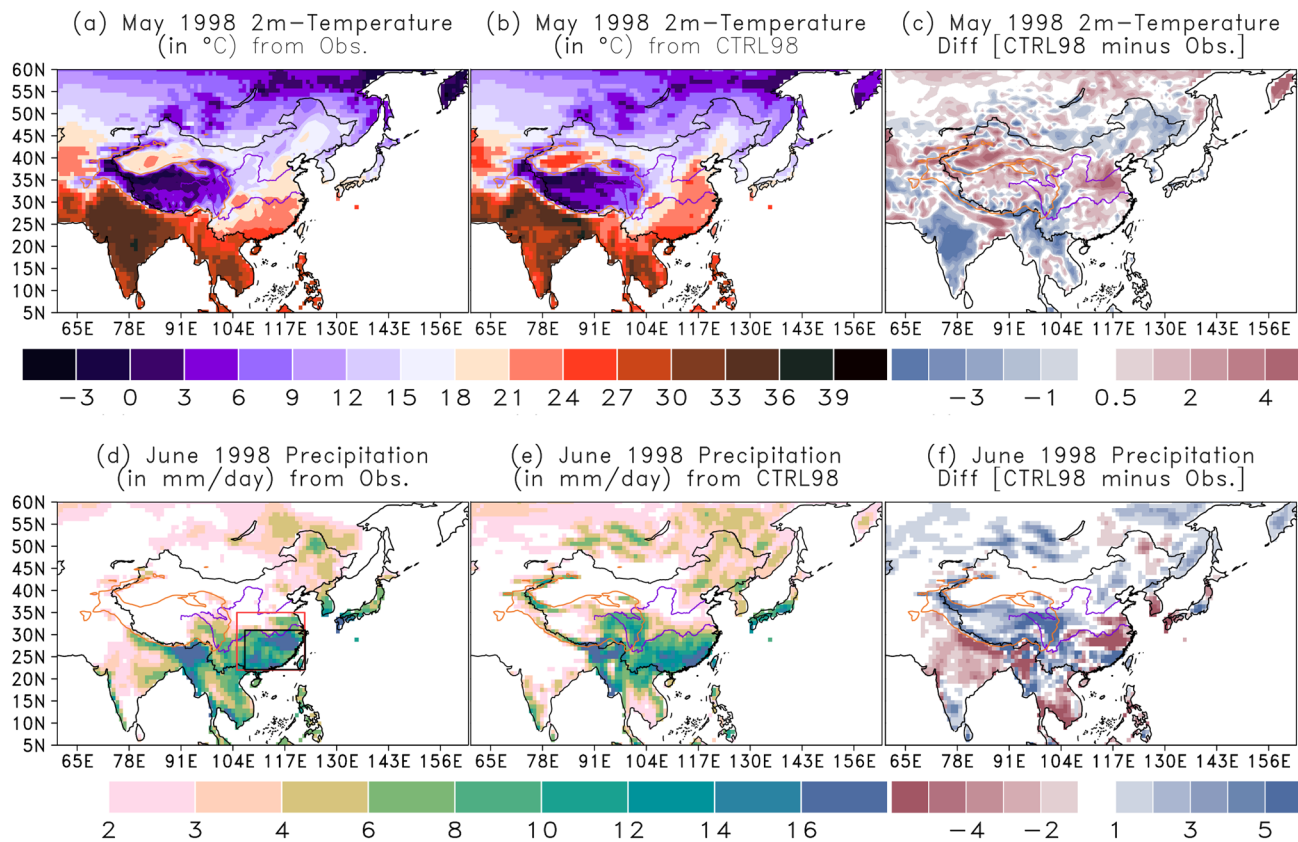 (a) May 1998 2m-Temperature
(in °C) from Obs.
(b) May 1998 2m-Temperature
(in °C) from CTRL98
(c) May 1998 2m-Temperature
Diff [CTRL98 minus Obs.]
60N
55N
50N
45N
40N
35N
30N
25N
20N
15N
10N
5N
65E 78E 91E 104E 117E 130E 143E 156E
65E 78E 91E 104E 117E 130E 143E 156E
65E 78E 91E 104E 117E 130E 143E 156E
-3 0 3 6 9 12 15 18 21 24 27 30 33 36 39
-3 -1 0.5 2 4
(d) June 1998 Precipitation
(in mm/day) from Obs.
(e) June 1998 Precipitation
(in mm/day) from CTRL98
(f) June 1998 Precipitation
Diff [CTRL98 minus Obs.]
60N
55N
50N
45N
40N
35N
30N
25N
20N
15N
10N
5N
65E 78E 91E 104E 117E 130E 143E 156E
65E 78E 91E 104E 117E 130E 143E 156E
65E 78E 91E 104E 117E 130E 143E 156E
2 3 4 6 8 10 12 14 16
-4 -2 1 3 5